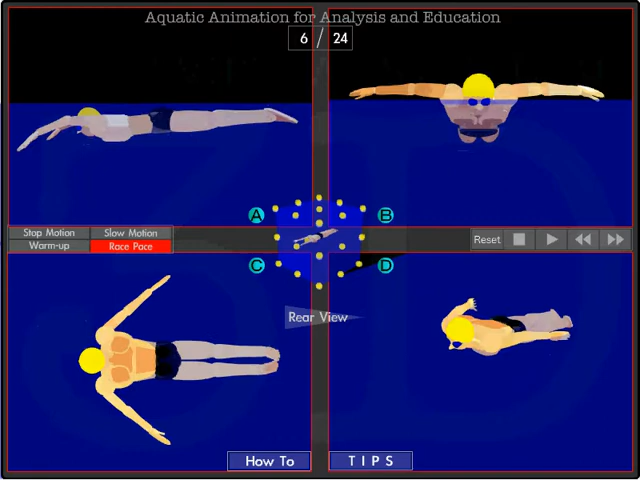 Aquatic Animation for Analysis and Education
6 / 24
A B
Stop Motion Slow Motion
Warm-up Race Pace
Reset
C D
Rear View
How To TIPS